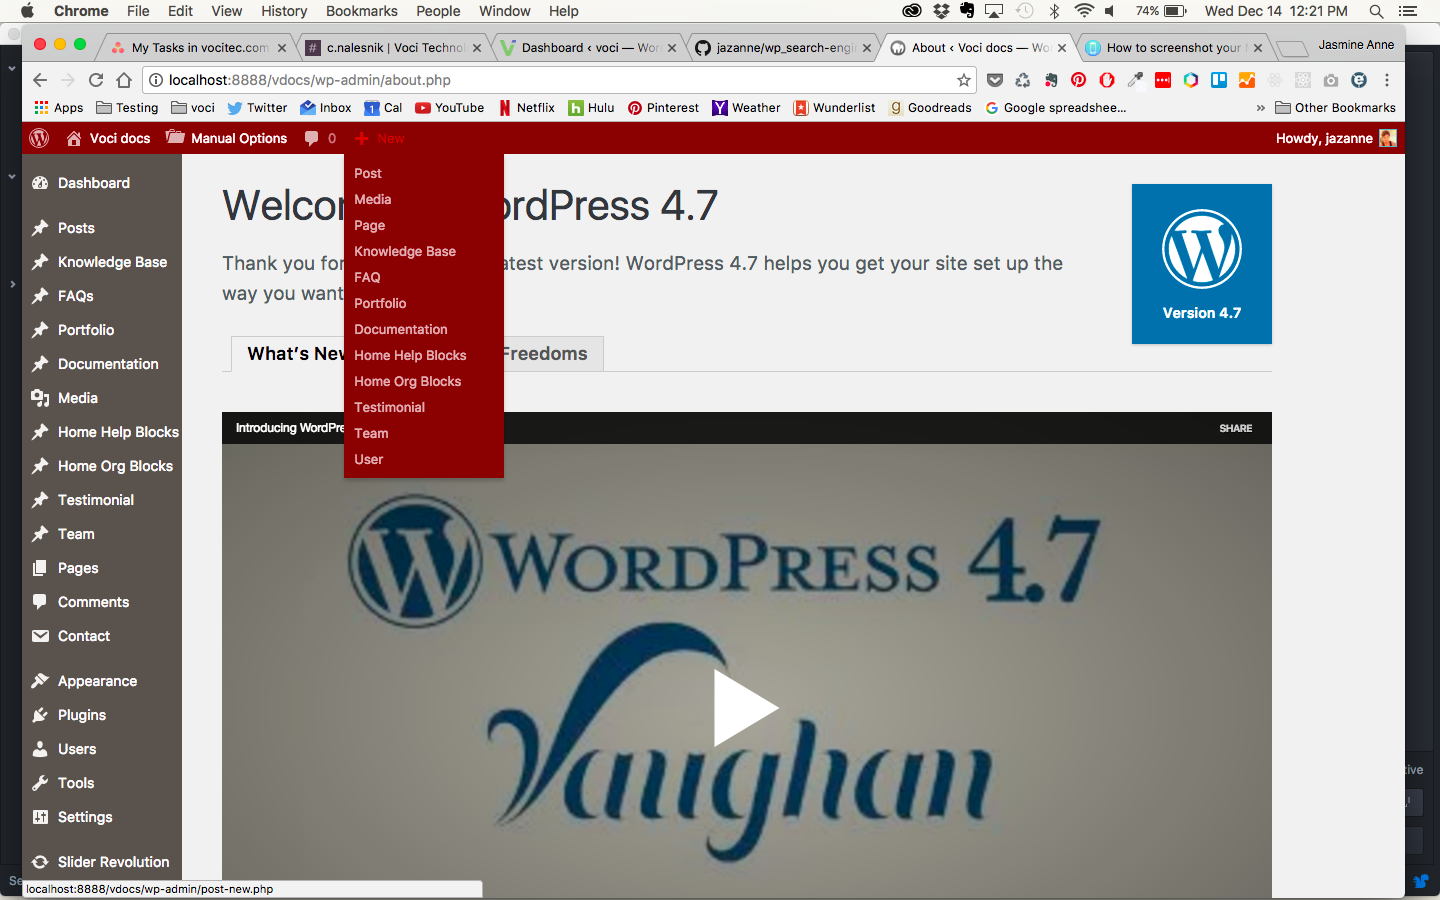 Chrome File Edit View History Bookmarks People Window Help 74% Wed Dec 14 12:21 PM
My Tasks in vocitec.com
c.nalesnik | Voci Technol
Dashboard ‹ voci — Wor
jazanne/wp_search-engi
About ‹ Voci docs — Wo
How to screenshot your
Jasmine Anne
localhost:8888/vdocs/wp-admin/about.php
Apps Testing voci Twitter Inbox 1 Cal YouTube Netflix Hulu Pinterest Weather Wunderlist Goodreads Google spreadshee... » Other Bookmarks
Voci docs Manual Options 0 + New Howdy, jazanne
Post
Media
Page
Knowledge Base
FAQ
Portfolio
Documentation
Home Help Blocks
Home Org Blocks
Testimonial
Team
User
Dashboard
Posts
Knowledge Base
FAQs
Portfolio
Documentation
Media
Home Help Blocks
Home Org Blocks
Testimonial
Team
Pages
Comments
Contact
Appearance
Plugins
Users
Tools
Settings
Slider Revolution
Welco ordPress 4.7
Thank you for atest version! WordPress 4.7 helps you get your site set up the
way you want
Version 4.7
What's New Freedoms
Introducing WordPre SHARE
WORDPRESS 4.7
Vaughan
tive
Se
localhost:8888/vdocs/wp-admin/post-new.php